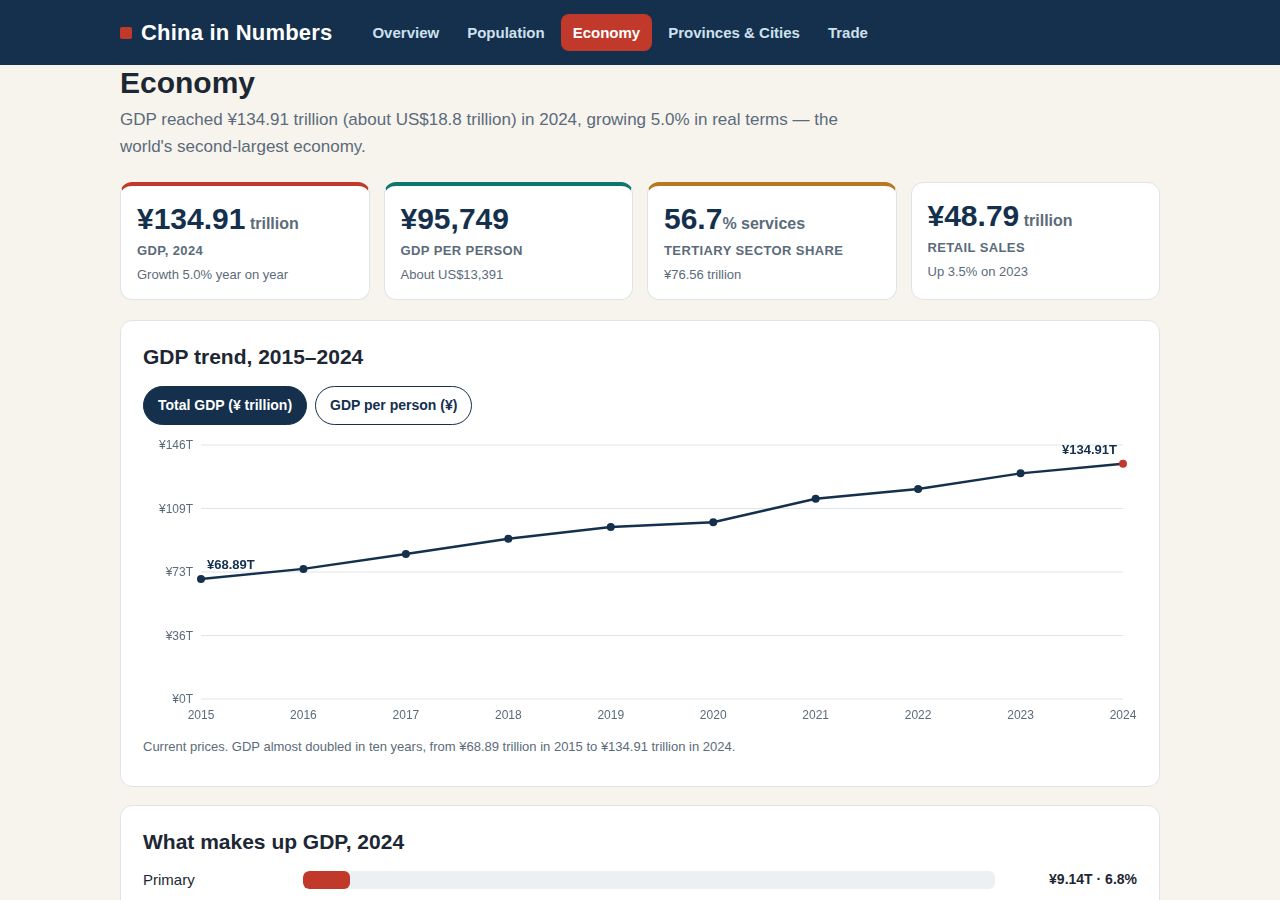 China in Numbers
Overview Population Economy Provinces & Cities Trade
Economy
GDP reached ¥134.91 trillion (about US$18.8 trillion) in 2024, growing 5.0% in real terms — the
world's second-largest economy.
¥134.91 trillion
GDP, 2024
Growth 5.0% year on year
¥95,749
GDP PER PERSON
About US$13,391
56.7% services
TERTIARY SECTOR SHARE
¥76.56 trillion
¥48.79 trillion
RETAIL SALES
Up 3.5% on 2023
GDP trend, 2015–2024
Total GDP (¥ trillion) GDP per person (¥)
¥146T
¥134.91T
¥109T
¥68.89T
¥73T
¥36T
¥0T
2015 2016 2017 2018 2019 2020 2021 2022 2023 2024
Current prices. GDP almost doubled in ten years, from ¥68.89 trillion in 2015 to ¥134.91 trillion in 2024.
What makes up GDP, 2024
Primary ¥9.14T · 6.8%